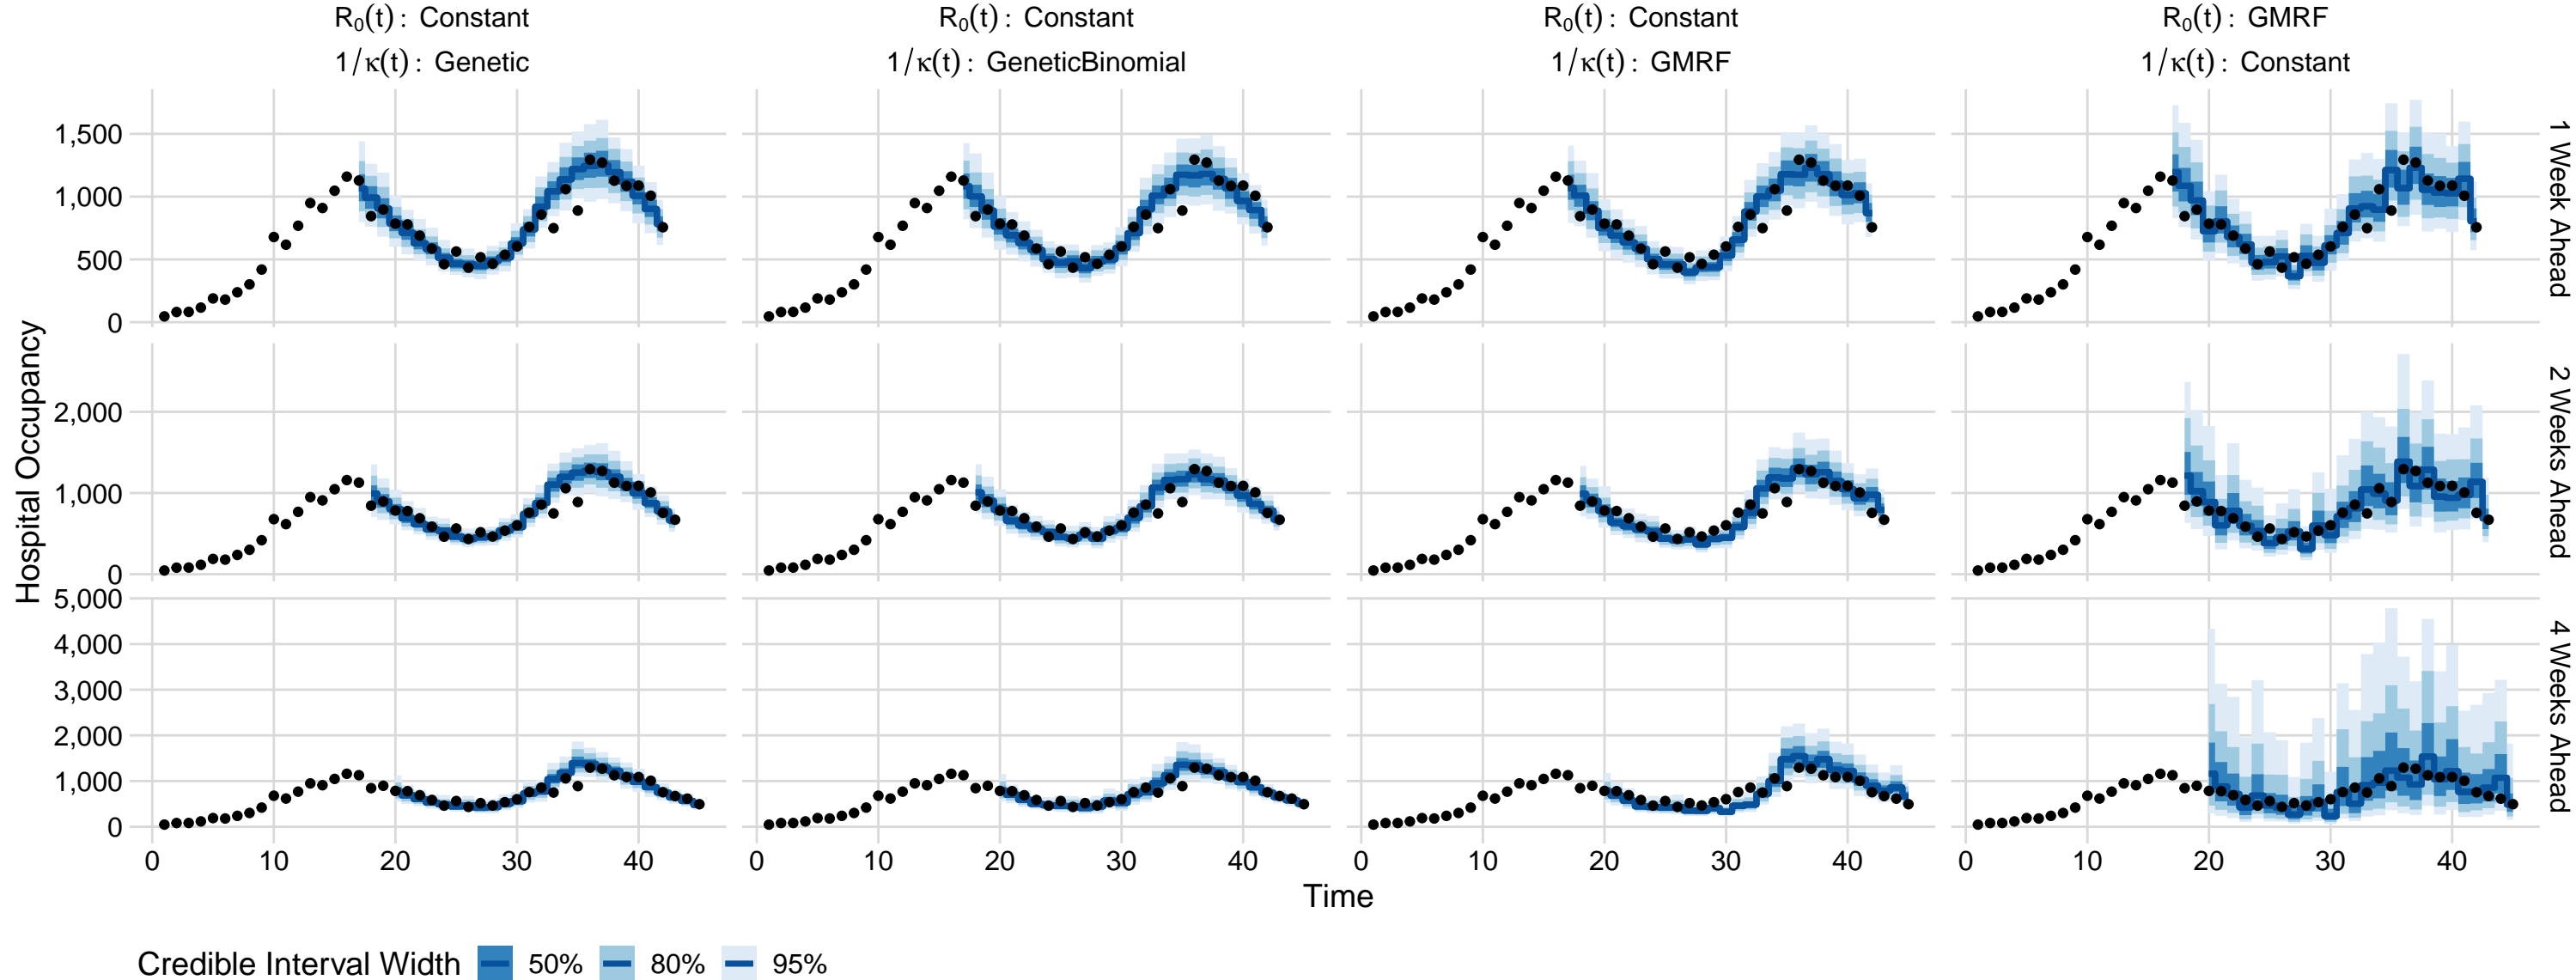 R₀(t) : Constant
1/κ(t) : Genetic
R₀(t) : Constant
1/κ(t) : GeneticBinomial
R₀(t) : Constant
1/κ(t) : GMRF
R₀(t) : GMRF
1/κ(t) : Constant
1,500
1,000
500
0
1 Week Ahead
2,000
1,000
0
2 Weeks Ahead
5,000
4,000
3,000
2,000
1,000
0
4 Weeks Ahead
Hospital Occupancy
0 10 20 30 40
0 10 20 30 40
0 10 20 30 40
0 10 20 30 40
Time
Credible Interval Width 50% 80% 95%